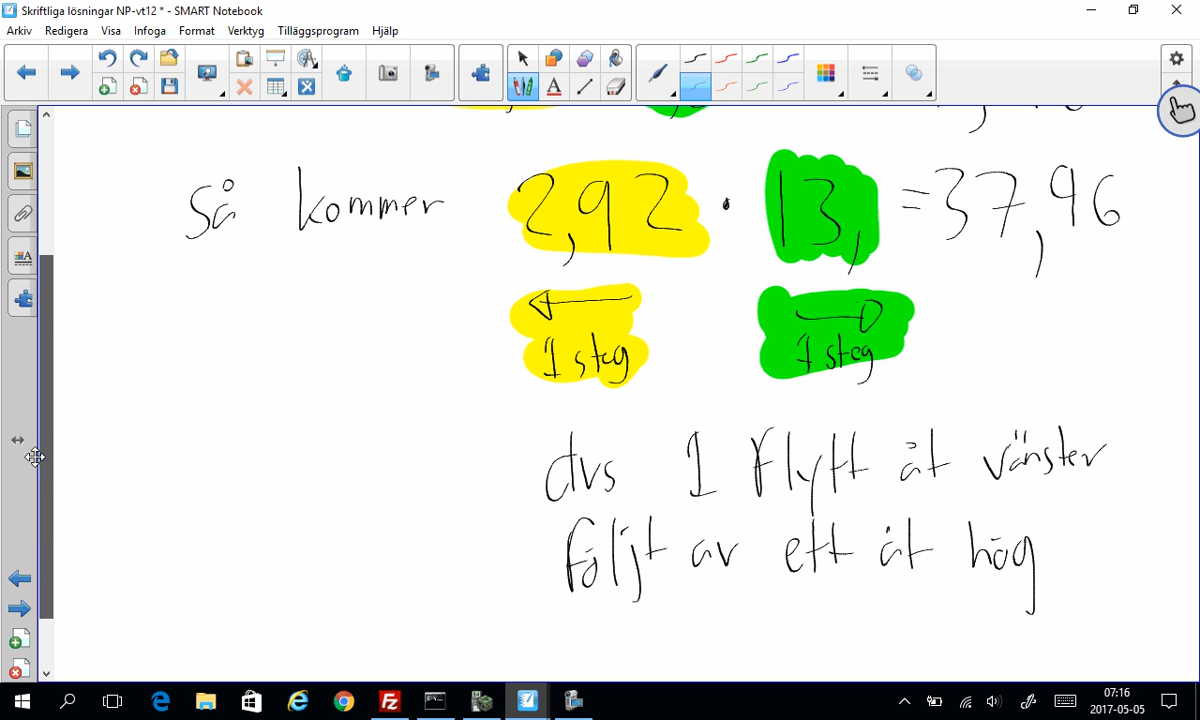 Skriftliga lösningar NP-vt12 * - SMART Notebook
Arkiv Redigera Visa Infoga Format Verktyg Tilläggsprogram Hjälp
så kommer 2,92 · 13, = 37,96
1 steg 1 steg
dvs 1 flytt åt vänster
följt av ett åt hög
07:16
2017-05-05